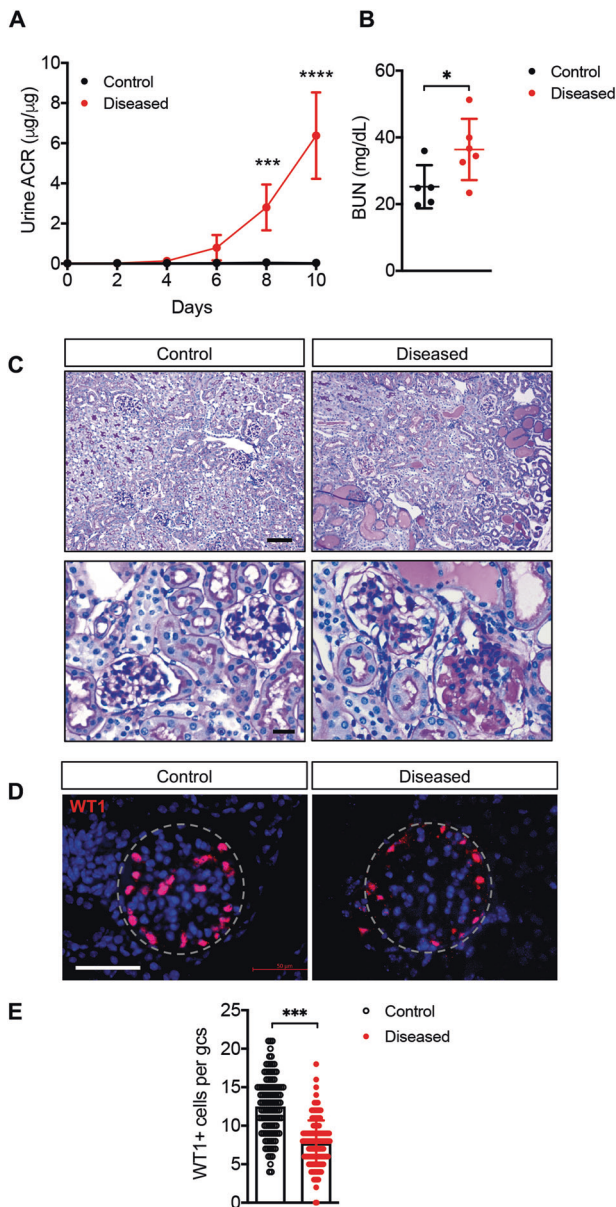 A
Urine ACR (μg/μg)
10
8
6
4
2
0
Control
Diseased
***
****
0 2 4 6 8 10
Days
B
BUN (mg/dL)
60
40
20
0
*
Control
Diseased
C
Control Diseased
D
Control Diseased
WT1
50 μm
E
WT1+ cells per gcs
25
20
15
10
5
0
***
Control
Diseased